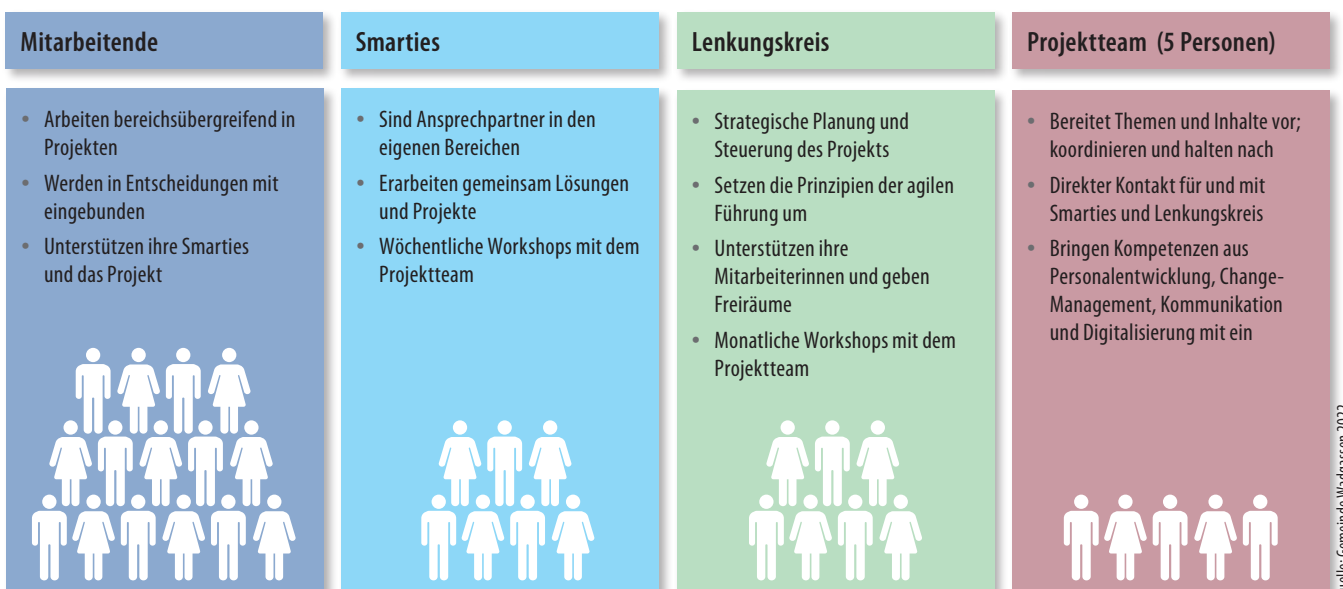 Mitarbeitende
• Arbeiten bereichsübergreifend in
Projekten
• Werden in Entscheidungen mit
eingebunden
• Unterstützen ihre Smarties
und das Projekt
Smarties
• Sind Ansprechpartner in den
eigenen Bereichen
• Erarbeiten gemeinsam Lösungen
und Projekte
• Wöchentliche Workshops mit dem
Projektteam
Lenkungskreis
• Strategische Planung und
Steuerung des Projekts
• Setzen die Prinzipien der agilen
Führung um
• Unterstützen ihre
Mitarbeiterinnen und geben
Freiräume
• Monatliche Workshops mit dem
Projektteam
Projektteam (5 Personen)
• Bereitet Themen und Inhalte vor;
koordinieren und halten nach
• Direkter Kontakt für und mit
Smarties und Lenkungskreis
• Bringen Kompetenzen aus
Personalentwicklung, Change-
Management, Kommunikation
und Digitalisierung mit ein
Gemeinde Wadgassen 2022